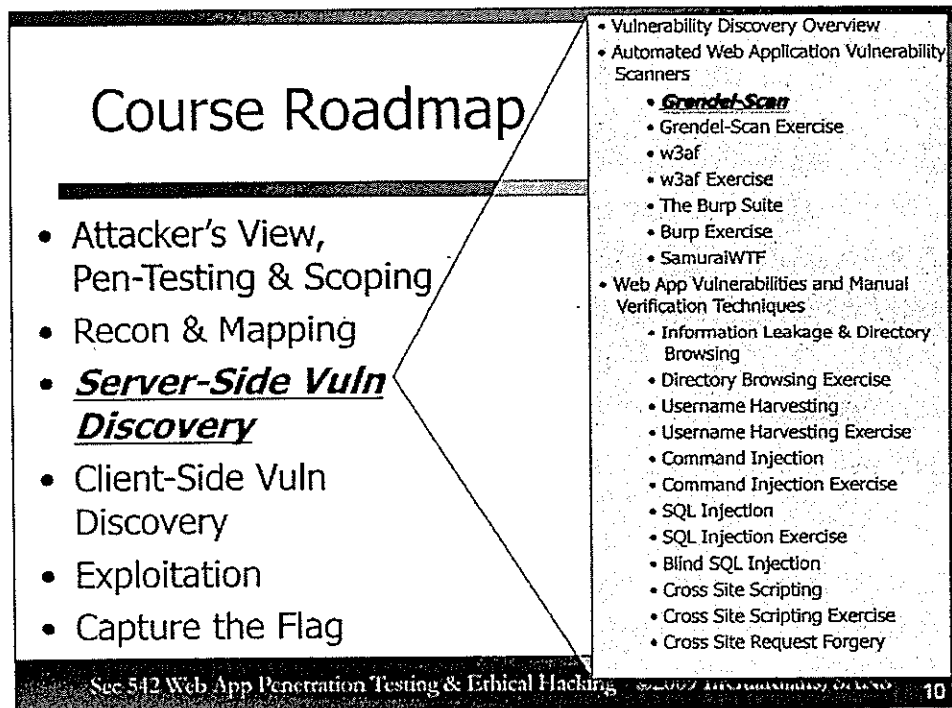 Course Roadmap
• Attacker's View,
Pen-Testing & Scoping
• Recon & Mapping
• Server-Side Vuln
Discovery
• Client-Side Vuln
Discovery
• Exploitation
• Capture the Flag
• Vulnerability Discovery Overview
• Automated Web Application Vulnerability
Scanners
• Grendel-Scan
• Grendel-Scan Exercise
• w3af
• w3af Exercise
• The Burp Suite
• Burp Exercise
• SamuraiWTF
• Web App Vulnerabilities and Manual
Verification Techniques
• Information Leakage & Directory
Browsing
• Directory Browsing Exercise
• Username Harvesting
• Username Harvesting Exercise
• Command Injection
• Command Injection Exercise
• SQL Injection
• SQL Injection Exercise
• Blind SQL Injection
• Cross Site Scripting
• Cross Site Scripting Exercise
• Cross Site Request Forgery
Sec 542 Web App Penetration Testing & Ethical Hacking
10